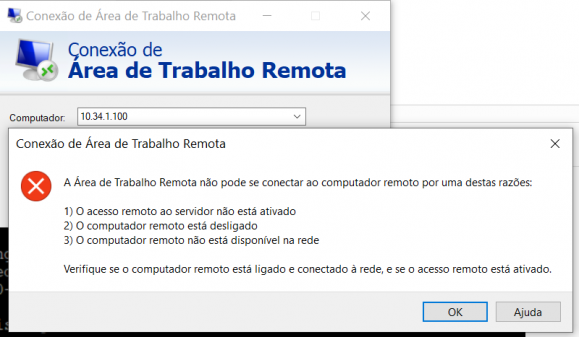 Conexão de Área de Trabalho Remota
Conexão de
Área de Trabalho Remota
Computador:
10.34.1.100
Conexão de Área de Trabalho Remota
A Área de Trabalho Remota não pode se conectar ao computador remoto por uma destas razões:
1) O acesso remoto ao servidor não está ativado
2) O computador remoto está desligado
3) O computador remoto não está disponível na rede
Verifique se o computador remoto está ligado e conectado à rede, e se o acesso remoto está ativado.
OK
Ajuda